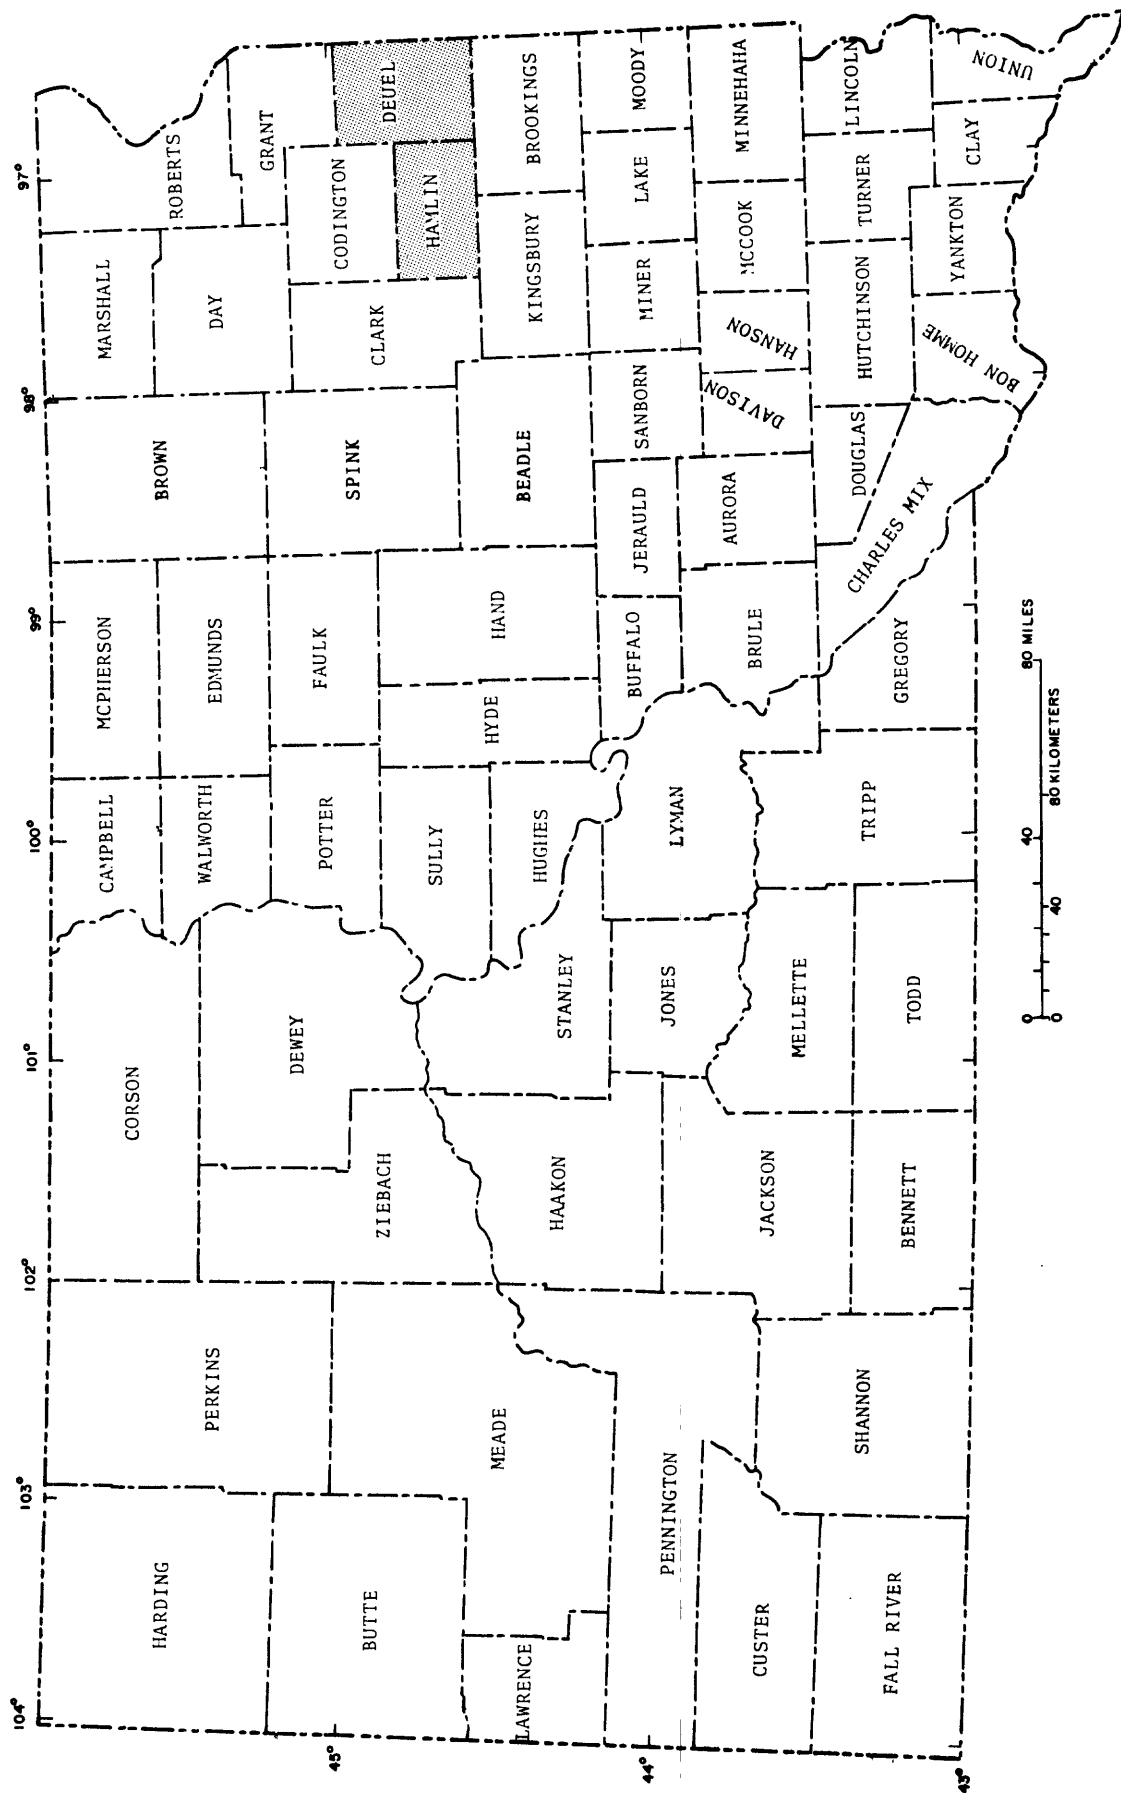 104°
103°
102°
101°
100°
99°
98°
97°
45°
44°
43°
HARDING
PERKINS
CORSON
CAMPBELL
MCPHERSON
BROWN
MARSHALL
ROBERTS
WALWORTH
EDMUNDS
DAY
GRANT
BUTTE
DEWEY
POTTER
FAULK
SPINK
CLARK
CODINGTON
DEUEL
HAMLIN
ZIEBACH
SULLY
LAWRENCE
MEADE
HAAKON
STANLEY
HUGHES
HYDE
HAND
BEADLE
KINGSBURY
BROOKINGS
PENNINGTON
JONES
LYMAN
BUFFALO
JERAULD
SANBORN
MINER
LAKE
MOODY
CUSTER
JACKSON
MELLETTE
BRULE
AURORA
DAVISON
HANSON
MCCOOK
MINNEHAHA
FALL RIVER
SHANNON
BENNETT
TODD
TRIPP
GREGORY
CHARLES MIX
DOUGLAS
HUTCHINSON
TURNER
LINCOLN
BON HOMME
YANKTON
CLAY
UNION
0 40 80 MILES
0 40 80 KILOMETERS